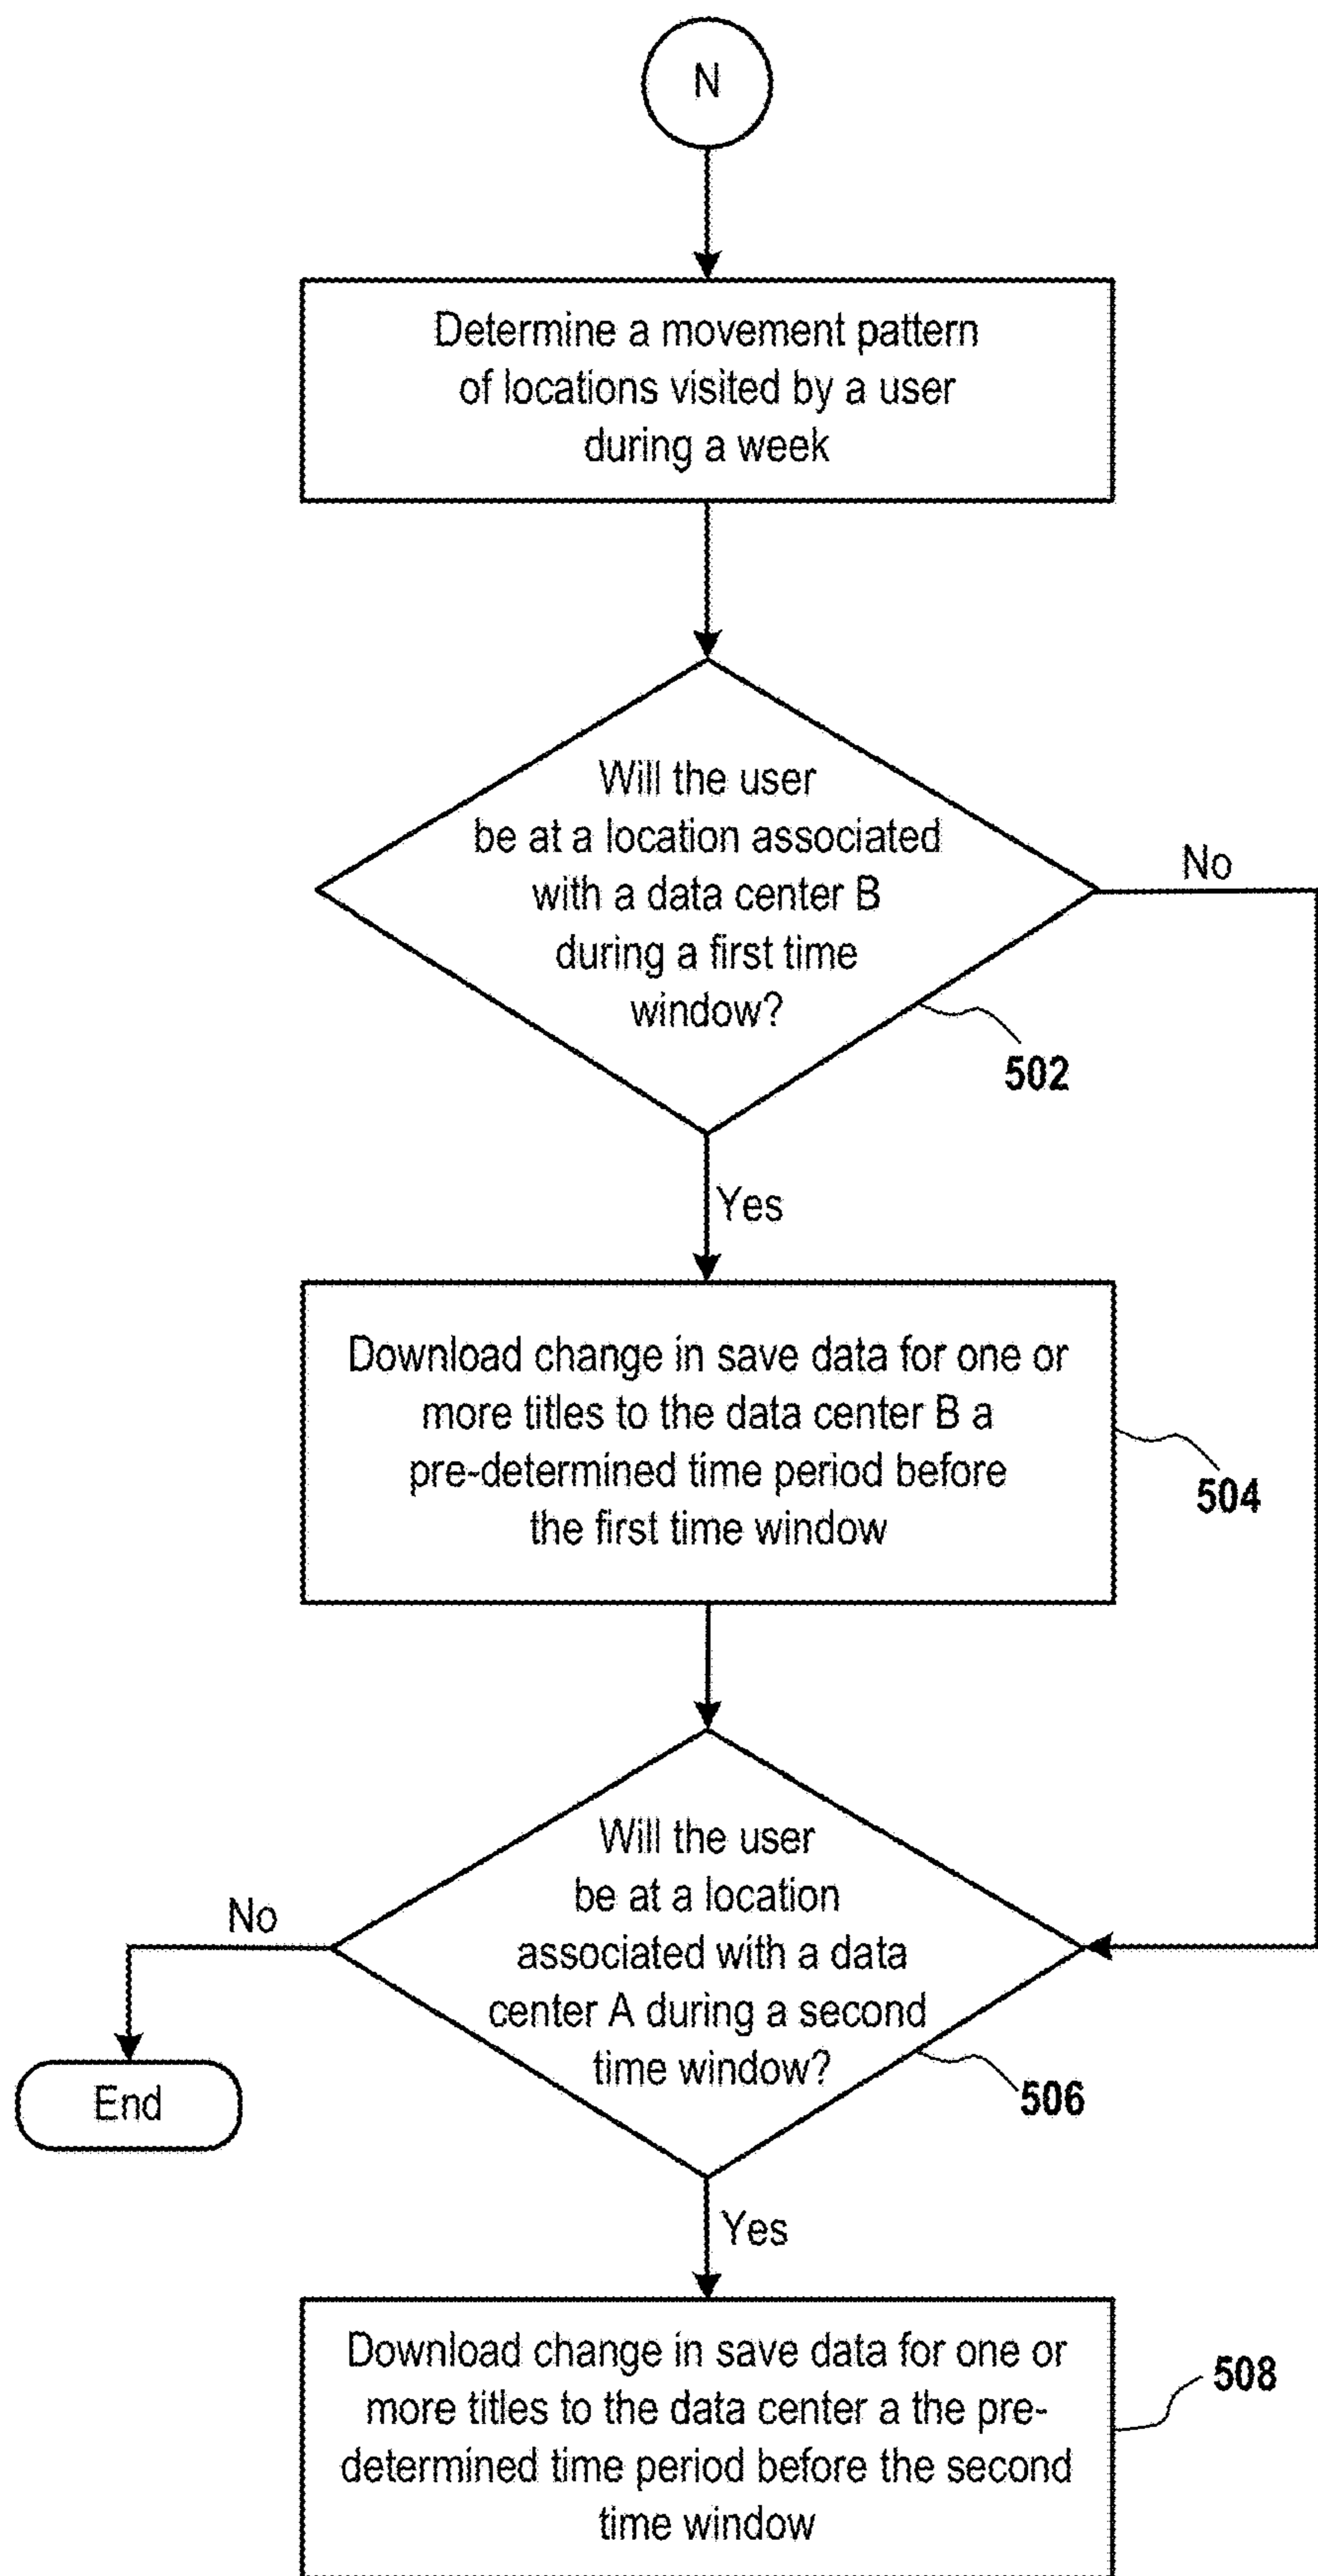 N
Determine a movement pattern
of locations visited by a user
during a week
Will the user
be at a location associated
with a data center B
during a first time
window?
No
502
Yes
Download change in save data for one or
more titles to the data center B a
pre-determined time period before
the first time window
504
Will the user
be at a location
associated with a data
center A during a second
time window?
No
506
End
Yes
Download change in save data for one or
more titles to the data center a the pre-
determined time period before the second
time window
508